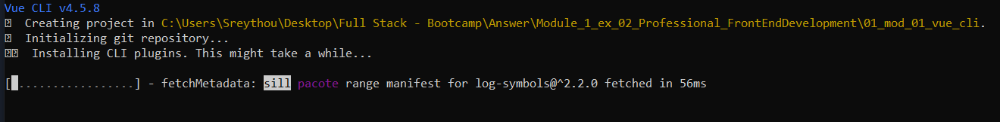 Vue CLI v4.5.8
Creating project in C:\Users\Sreythou\Desktop\Full Stack - Bootcamp\Answer\Module_1_ex_02_Professional_FrontEndDevelopment\01_mod_01_vue_cli.
Initializing git repository...
Installing CLI plugins. This might take a while...
[ .................] - fetchMetadata: sill pacote range manifest for log-symbols@^2.2.0 fetched in 56ms